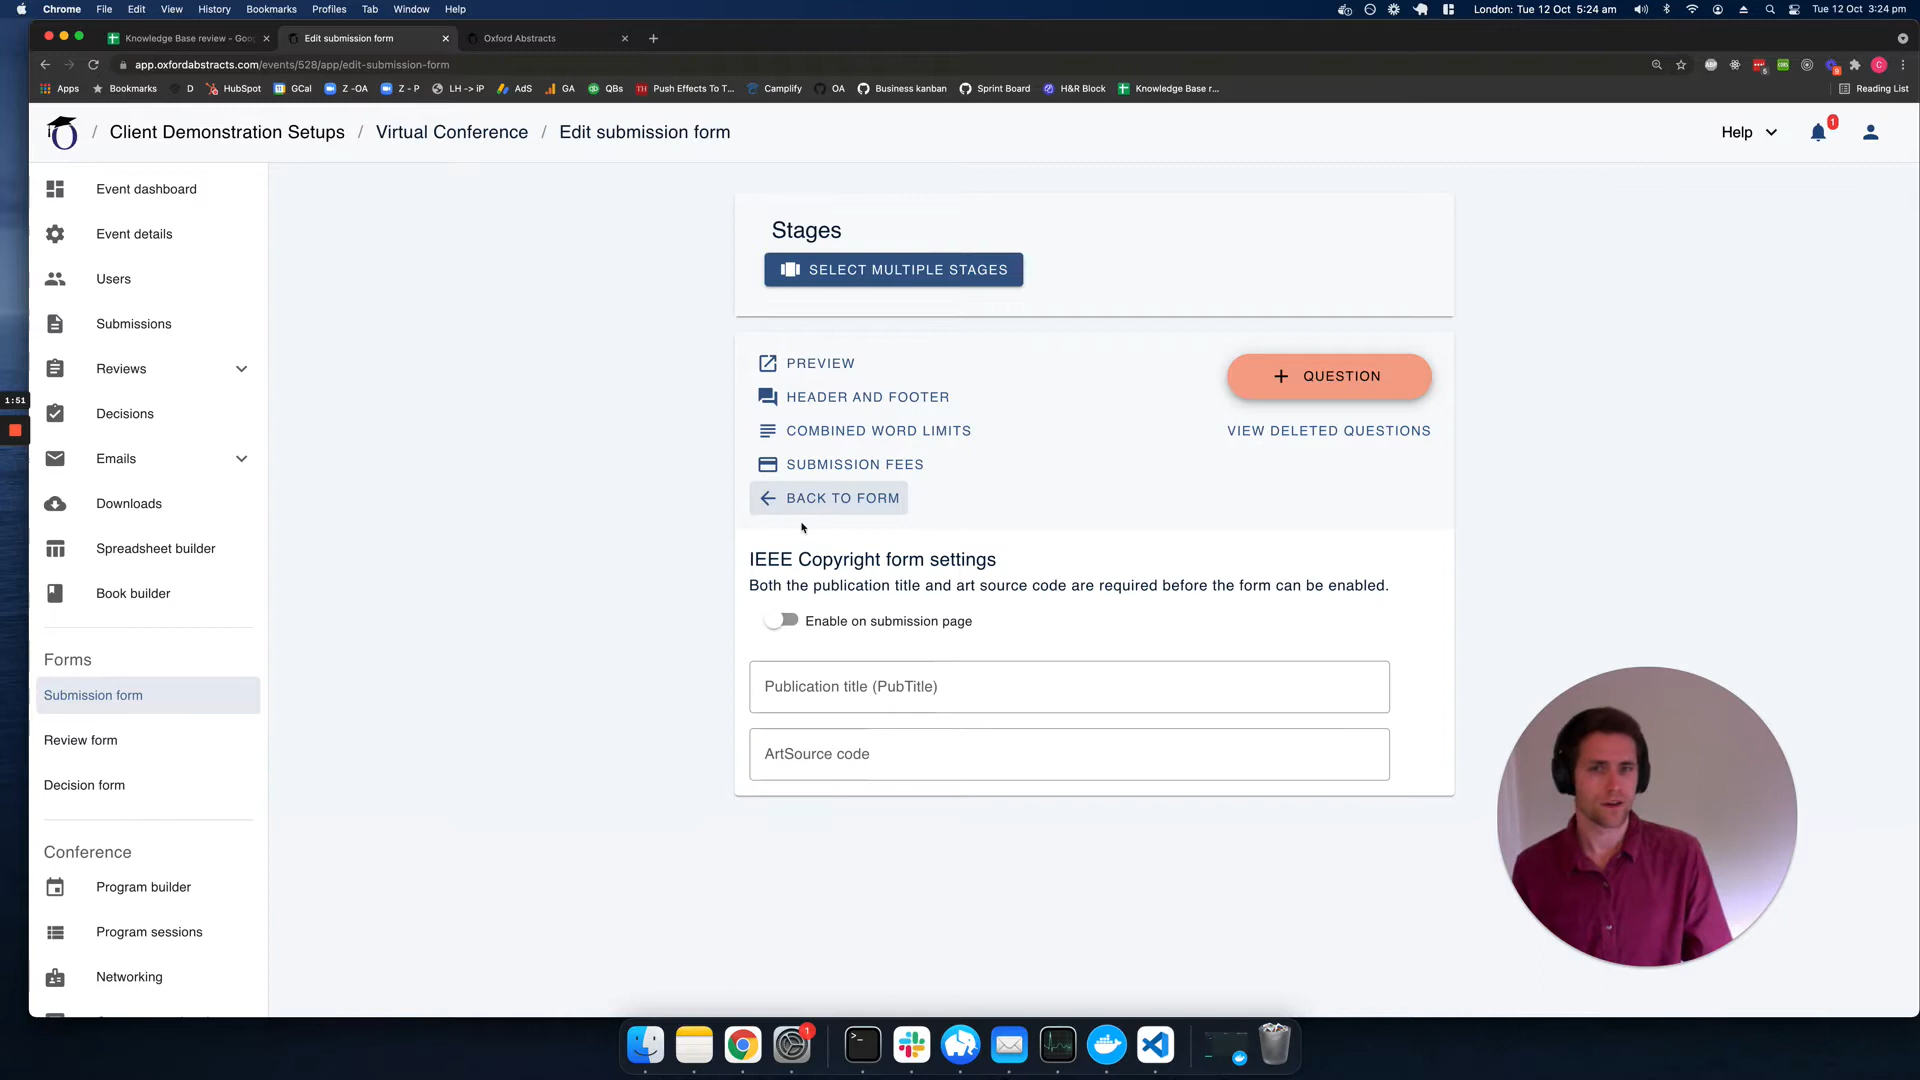 Chrome File Edit View History Bookmarks Profiles Tab Window Help London: Tue 12 Oct 5:24 am Tue 12 Oct 3:24 pm
Knowledge Base review - Goo Edit submission form Oxford Abstracts
app.oxfordabstracts.com/events/528/app/edit-submission-form
Apps Bookmarks D HubSpot GCal Z -OA Z - P LH -> iP AdS GA QBs Push Effects To T... Camplify OA Business kanban Sprint Board H&R Block Knowledge Base r... Reading List
/ Client Demonstration Setups / Virtual Conference / Edit submission form Help 1
Event dashboard
Event details
Users
Submissions
Reviews
1:51
Decisions
Emails
Downloads
Spreadsheet builder
Book builder
Forms
Submission form
Review form
Decision form
Conference
Program builder
Program sessions
Networking
Stages
SELECT MULTIPLE STAGES
PREVIEW
HEADER AND FOOTER
COMBINED WORD LIMITS
SUBMISSION FEES
BACK TO FORM
+ QUESTION
VIEW DELETED QUESTIONS
IEEE Copyright form settings
Both the publication title and art source code are required before the form can be enabled.
Enable on submission page
Publication title (PubTitle)
ArtSource code
1